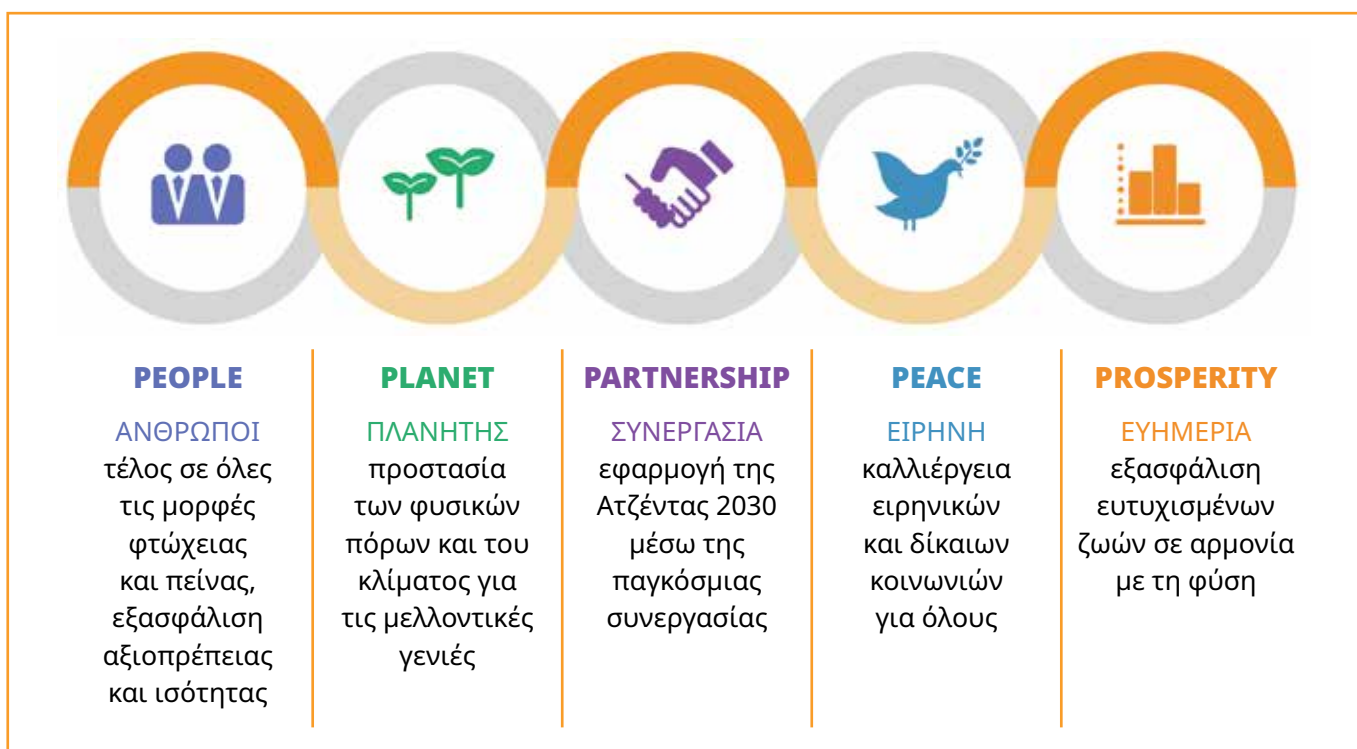 PEOPLE
ΑΝΘΡΩΠΟΙ
τέλος σε όλες
τις μορφές
φτώχειας
και πείνας,
εξασφάλιση
αξιοπρέπειας
και ισότητας
PLANET
ΠΛΑΝΗΤΗΣ
προστασία
των φυσικών
πόρων και του
κλίματος για
τις μελλοντικές
γενιές
PARTNERSHIP
ΣΥΝΕΡΓΑΣΙΑ
εφαρμογή της
Ατζέντας 2030
μέσω της
παγκόσμιας
συνεργασίας
PEACE
ΕΙΡΗΝΗ
καλλιέργεια
ειρηνικών
και δίκαιων
κοινωνιών
για όλους
PROSPERITY
ΕΥΗΜΕΡΙΑ
εξασφάλιση
ευτυχισμένων
ζωών σε αρμονία
με τη φύση